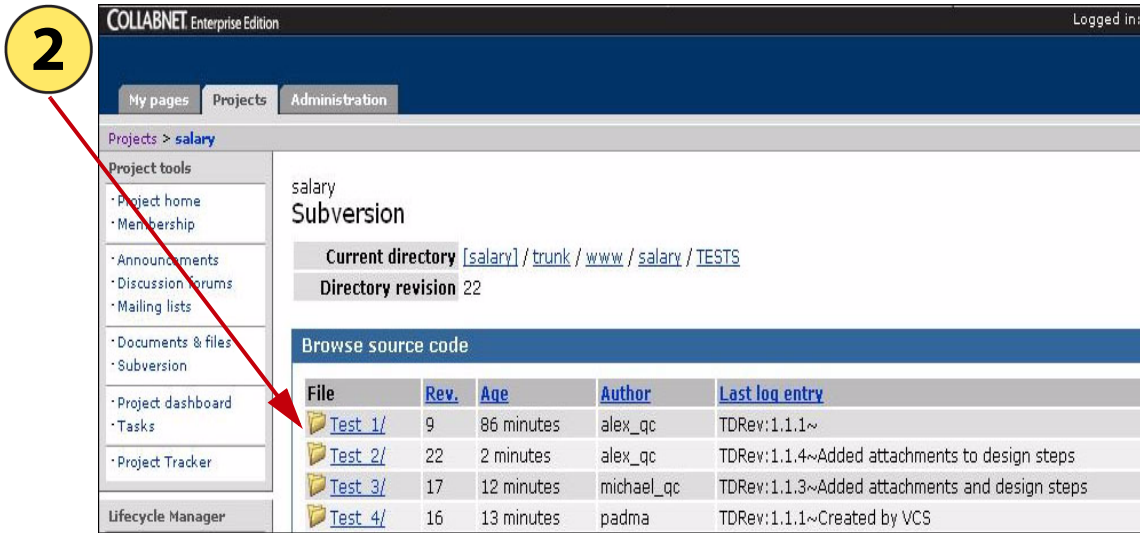 COLLABNET. Enterprise Edition
Logged in:
2
My pages Projects Administration
Projects > salary
Project tools
· Project home
· Membership
· Announcements
· Discussion forums
· Mailing lists
· Documents & files
· Subversion
· Project dashboard
· Tasks
· Project Tracker
Lifecycle Manager
salary
Subversion
Current directory [salary] / trunk / www / salary / TESTS
Directory revision 22
Browse source code
File Rev. Age Author Last log entry
Test_1/ 9 86 minutes alex_qc TDRev:1.1.1~
Test_2/ 22 2 minutes alex_qc TDRev:1.1.4~Added attachments to design steps
Test_3/ 17 12 minutes michael_qc TDRev:1.1.3~Added attachments and design steps
Test_4/ 16 13 minutes padma TDRev:1.1.1~Created by VCS